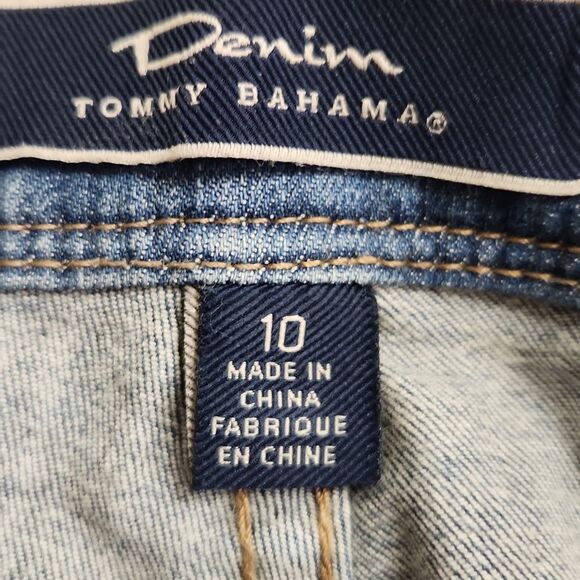 Denim
TOMMY BAHAMA®
10
MADE IN
CHINA
FABRIQUE
EN CHINE